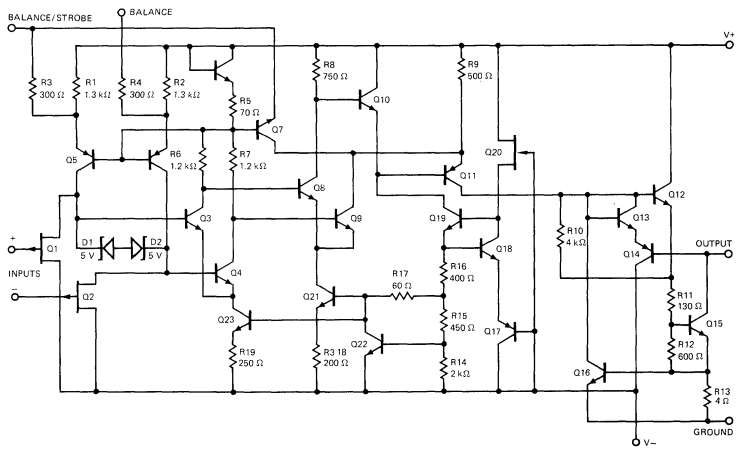 BALANCE/STROBE
BALANCE
V+
R3
300 Ω
R1
1.3 kΩ
R4
300 Ω
R2
1.3 kΩ
R5
70 Ω
R8
750 Ω
R9
500 Ω
Q10
Q7
Q20
Q5
R6
1.2 kΩ
R7
1.2 kΩ
Q11
Q8
Q12
Q3
Q9
Q19
R10
4 kΩ
Q13
+
Q1
D1
5 V
D2
5 V
Q18
Q14
OUTPUT
INPUTS
Q4
R17
60 Ω
R16
400 Ω
–
Q2
Q21
R11
130 Ω
Q15
Q23
R15
450 Ω
Q17
R12
600 Ω
Q22
R19
250 Ω
R3 18
200 Ω
R14
2 kΩ
Q16
R13
4 Ω
GROUND
V–